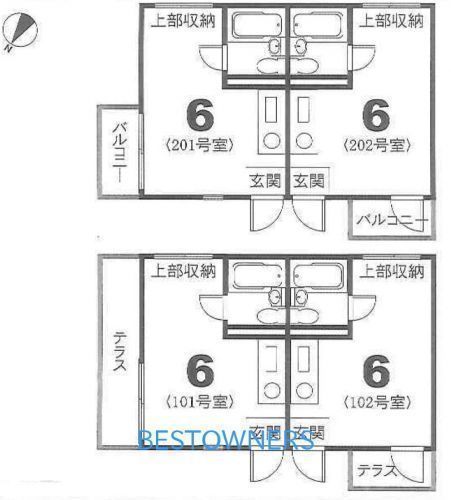 N
上部収納
上部収納
バルコニー
6
〈201号室〉
6
〈202号室〉
玄関
玄関
バルコニー
上部収納
上部収納
テラス
6
〈101号室〉
6
〈102号室〉
玄関
玄関
BESTOWNERS
テラス